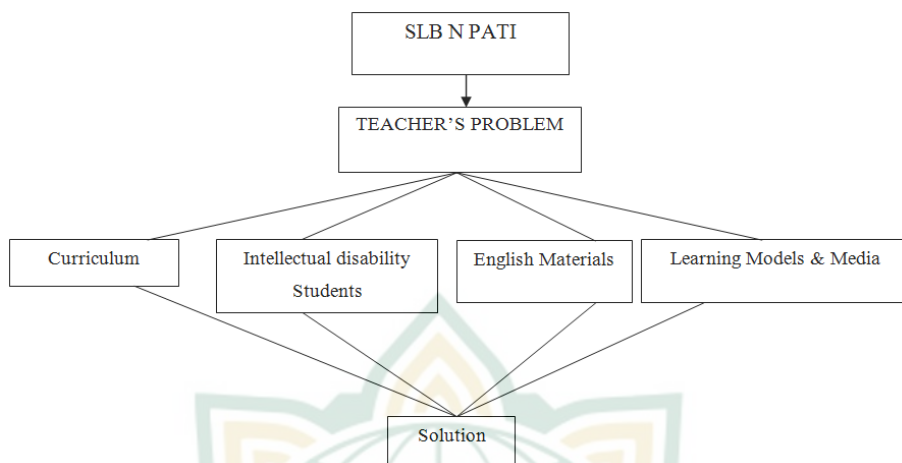 SLB N PATI
TEACHER'S PROBLEM
Curriculum
Intellectual disability
Students
English Materials
Learning Models & Media
Solution